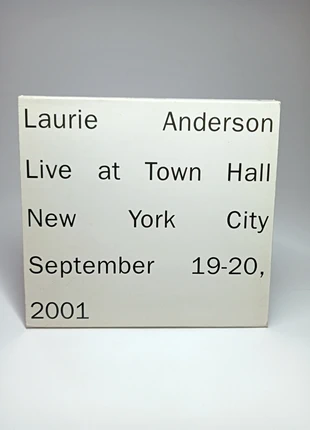 Laurie Anderson
Live at Town Hall
New York City
September 19-20,
2001